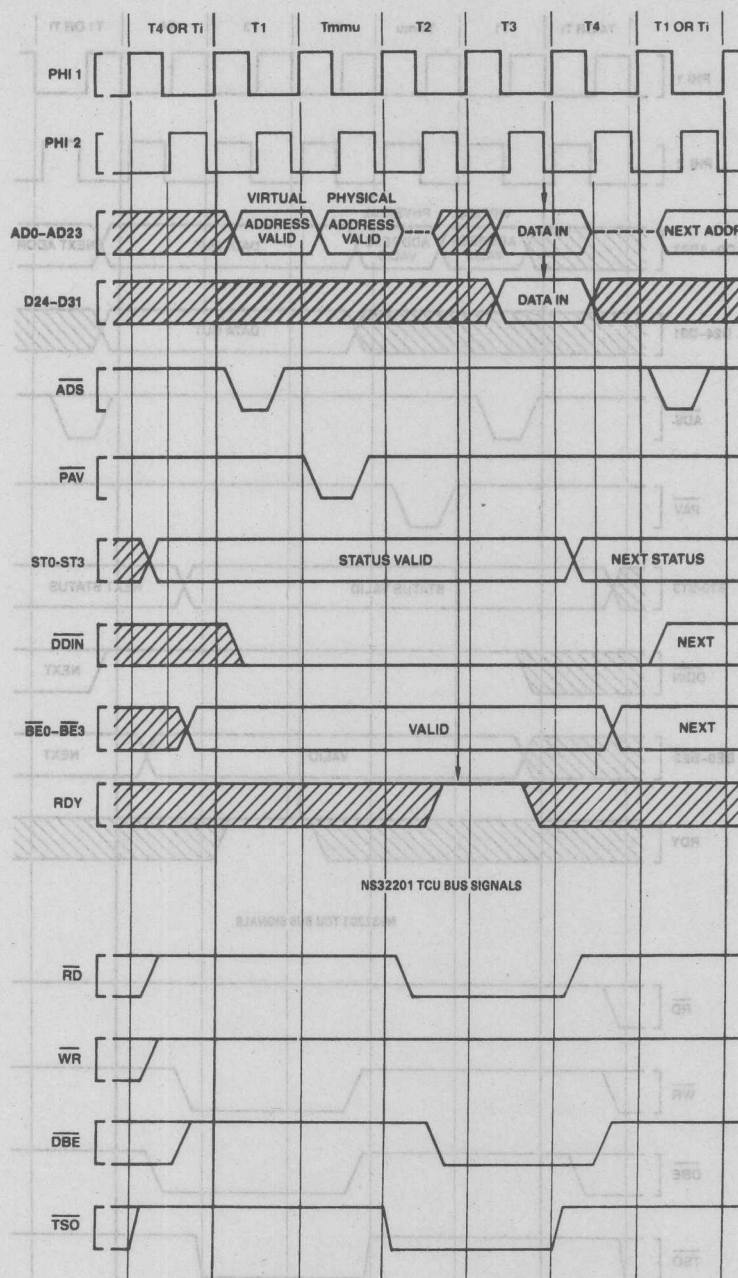 T4 OR Ti T1 Tmmu T2 T3 T4 T1 OR Ti
PHI 1
PHI 2
VIRTUAL PHYSICAL
AD0–AD23 ADDRESS VALID ADDRESS VALID DATA IN NEXT ADDR
D24–D31 DATA IN
ADS
PAV
ST0-ST3 STATUS VALID NEXT STATUS
DDIN NEXT
BE0–BE3 VALID NEXT
RDY
NS32201 TCU BUS SIGNALS
RD
WR
DBE
TSO